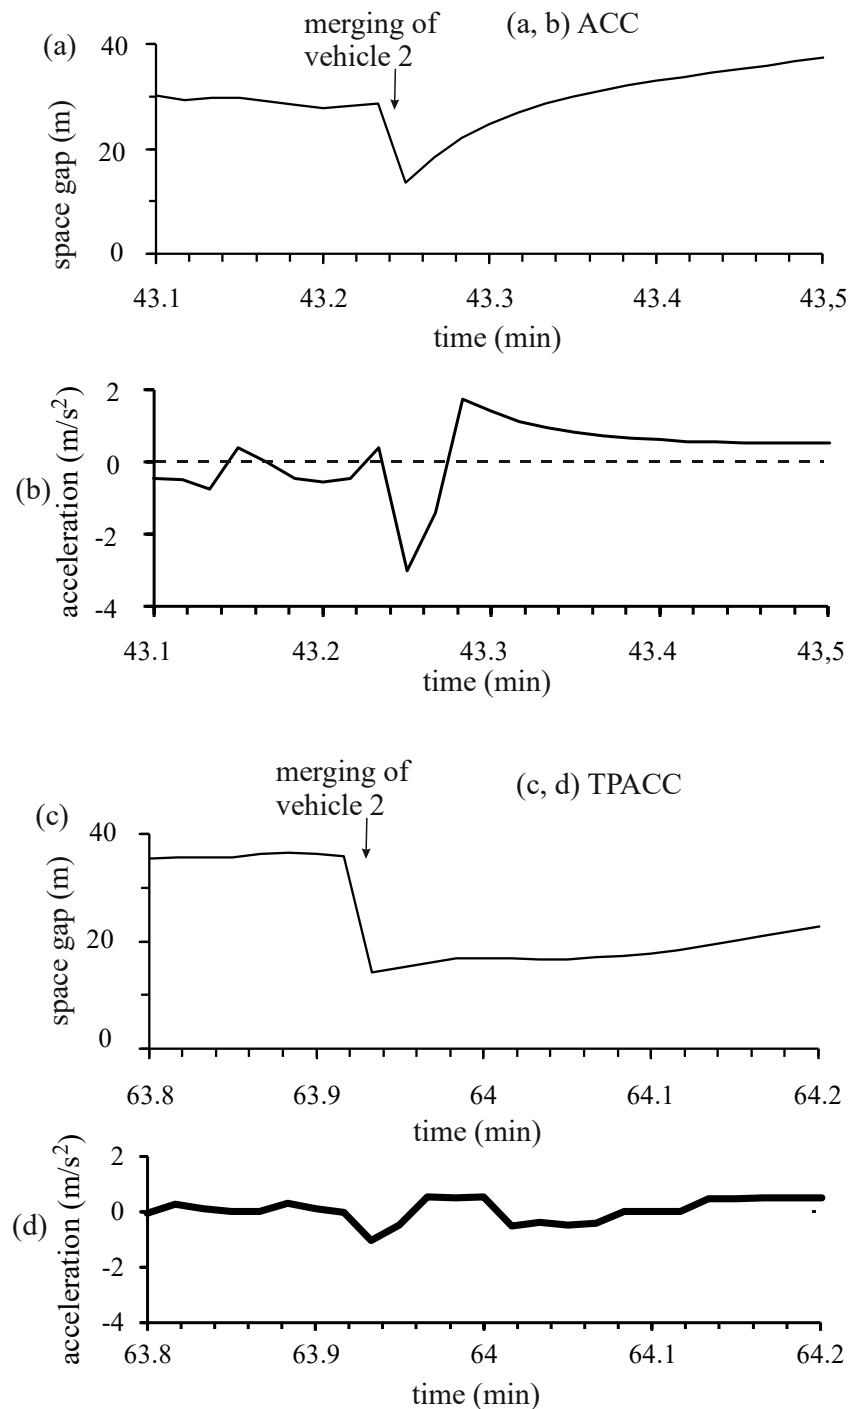 merging of
vehicle 2
(a, b) ACC
(a)
40
20
0
space gap (m)
43.1 43.2 43.3 43.4 43,5
time (min)
(b)
2
0
-2
-4
acceleration (m/s²)
43.1 43.2 43.3 43.4 43,5
time (min)
merging of
vehicle 2
(c, d) TPACC
(c)
40
20
0
space gap (m)
63.8 63.9 64 64.1 64.2
time (min)
(d)
2
0
-2
-4
acceleration (m/s²)
63.8 63.9 64 64.1 64.2
time (min)